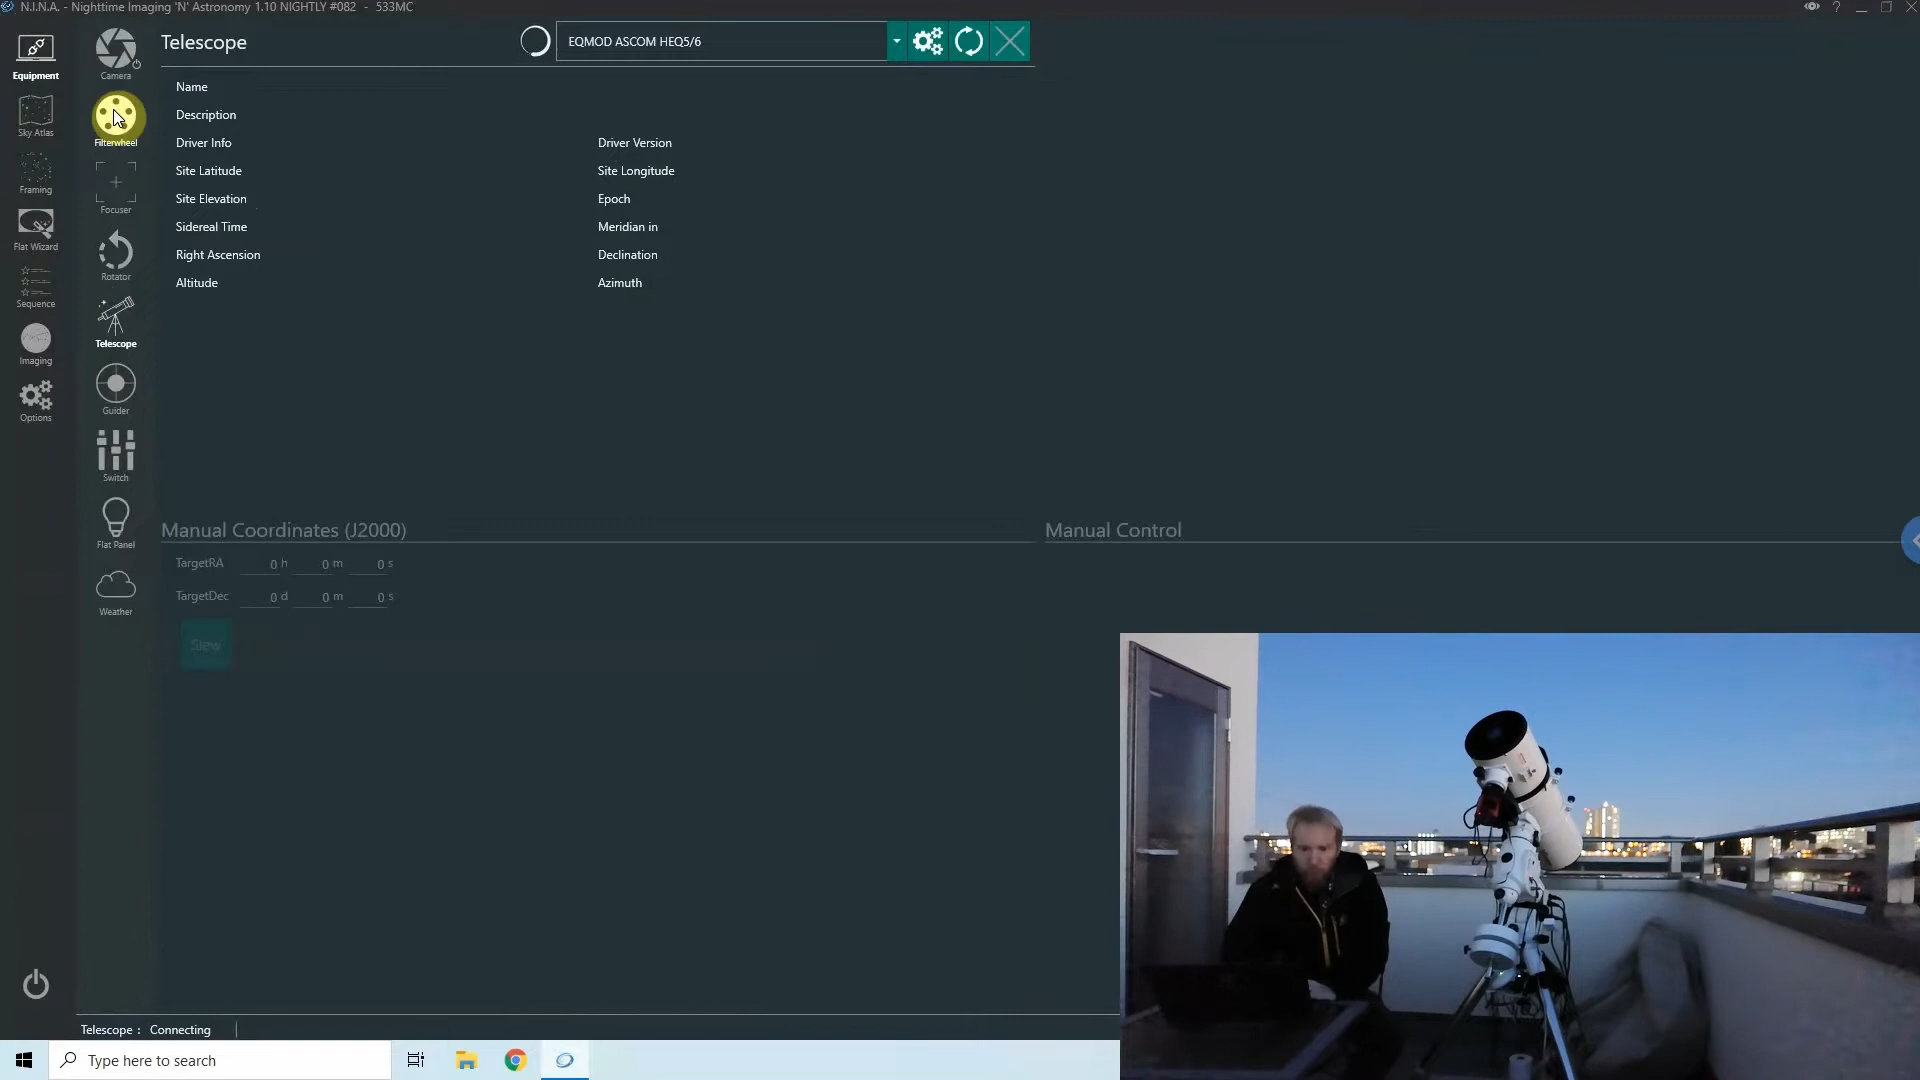 N.I.N.A. - Nighttime Imaging 'N' Astronomy 1.10 NIGHTLY #082 - 533MC
Equipment
Sky Atlas
Framing
Flat Wizard
Sequence
Imaging
Options
Camera
Filterwheel
Focuser
Rotator
Telescope
Guider
Switch
Flat Panel
Weather
Telescope
EQMOD ASCOM HEQ5/6
Name
Description
Driver Info Driver Version
Site Latitude Site Longitude
Site Elevation Epoch
Sidereal Time Meridian in
Right Ascension Declination
Altitude Azimuth
Manual Coordinates (J2000)
TargetRA 0 h 0 m 0 s
TargetDec 0 d 0 m 0 s
Slew
Manual Control
Telescope : Connecting
Type here to search